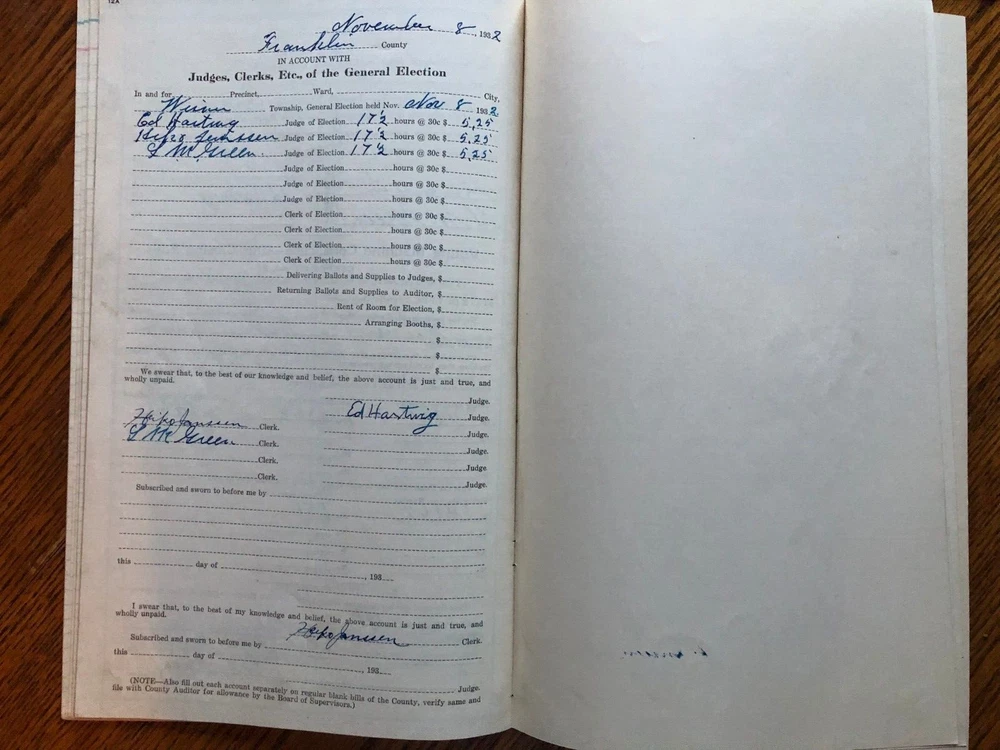 12A
November 8, 1932
Franklin County
IN ACCOUNT WITH
Judges, Clerks, Etc., of the General Election
In and for Precinct, Ward, City,
Township, General Election held Nov. Nov. 8 1932
Ed Hartwig Judge of Election 17½ hours @ 30c $ 5.25
Heiko Janssen Judge of Election 17½ hours @ 30c $ 5.25
Green Judge of Election 17½ hours @ 30c $ 5.25
Judge of Election hours @ 30c $
Judge of Election hours @ 30c $
Judge of Election hours @ 30c $
Clerk of Election hours @ 30c $
Clerk of Election hours @ 30c $
Clerk of Election hours @ 30c $
Clerk of Election hours @ 30c $
Delivering Ballots and Supplies to Judges, $
Returning Ballots and Supplies to Auditor, $
Rent of Room for Election, $
Arranging Booths, $
$
$
$
We swear that, to the best of our knowledge and belief, the above account is just and true, and
wholly unpaid.
Judge.
Ed Hartwig Judge.
Heiko Janssen Clerk.
Judge.
Green Clerk.
Judge.
Clerk.
Judge
Clerk.
Judge.
Subscribed and sworn to before me by
this day of , 193
I swear that, to the best of my knowledge and belief, the above account is just and true, and
wholly unpaid.
Heiko Janssen Clerk.
Subscribed and sworn to before me by
this day of , 193
Judge.
(NOTE—Also fill out each account separately on regular blank bills of the County, verify same and
file with County Auditor for allowance by the Board of Supervisors.)